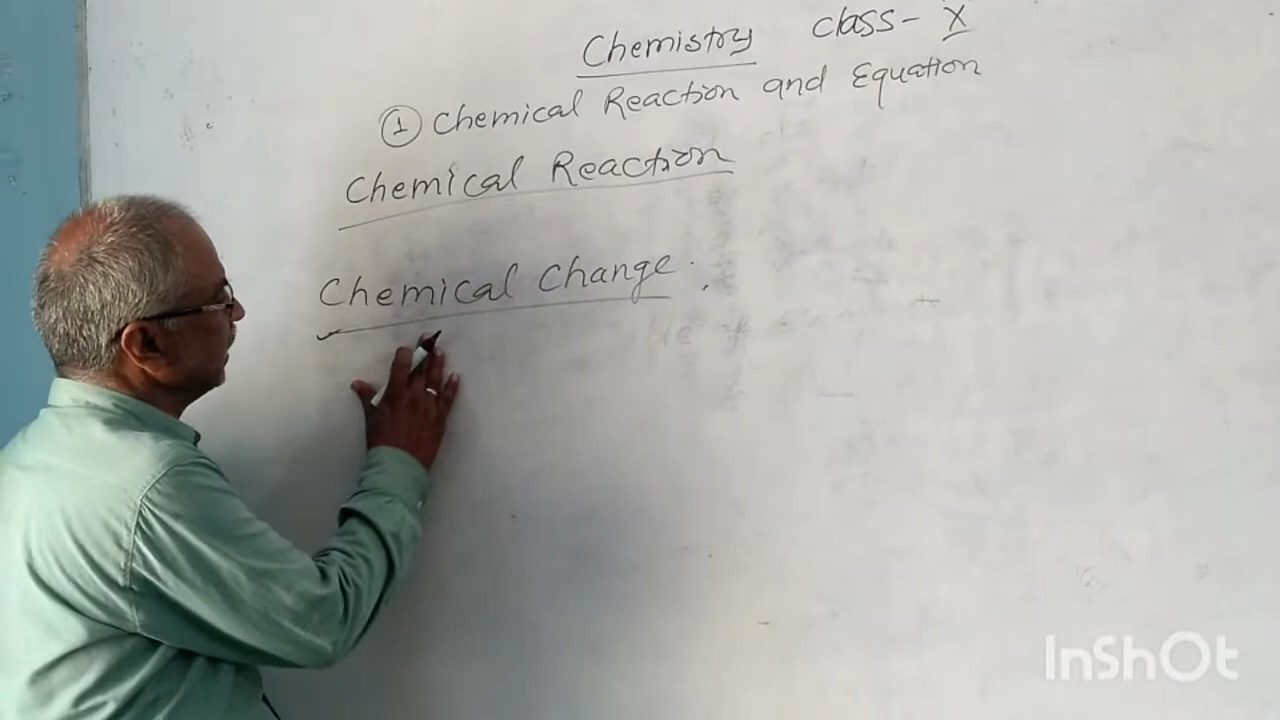 Chemistry class - X
① Chemical Reaction and Equation
Chemical Reaction
Chemical Change.
InShOt